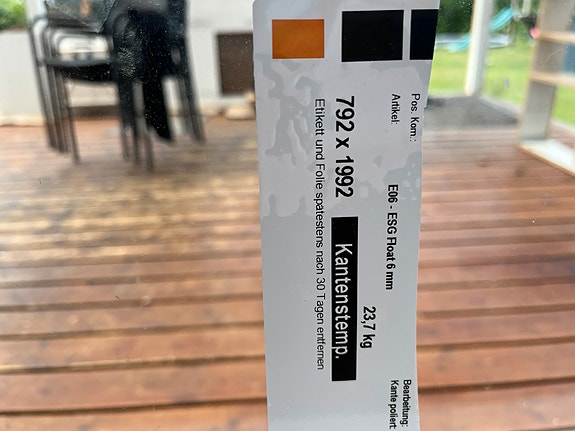 Pos. Kom.:
Artikel: E06 - ESG Float 6 mm
Bearbeitung:
Kante poliert:
23,7 kg
792 x 1992 Kantenstemp.
Etikett und Folie spätestens nach 30 Tagen entfernen